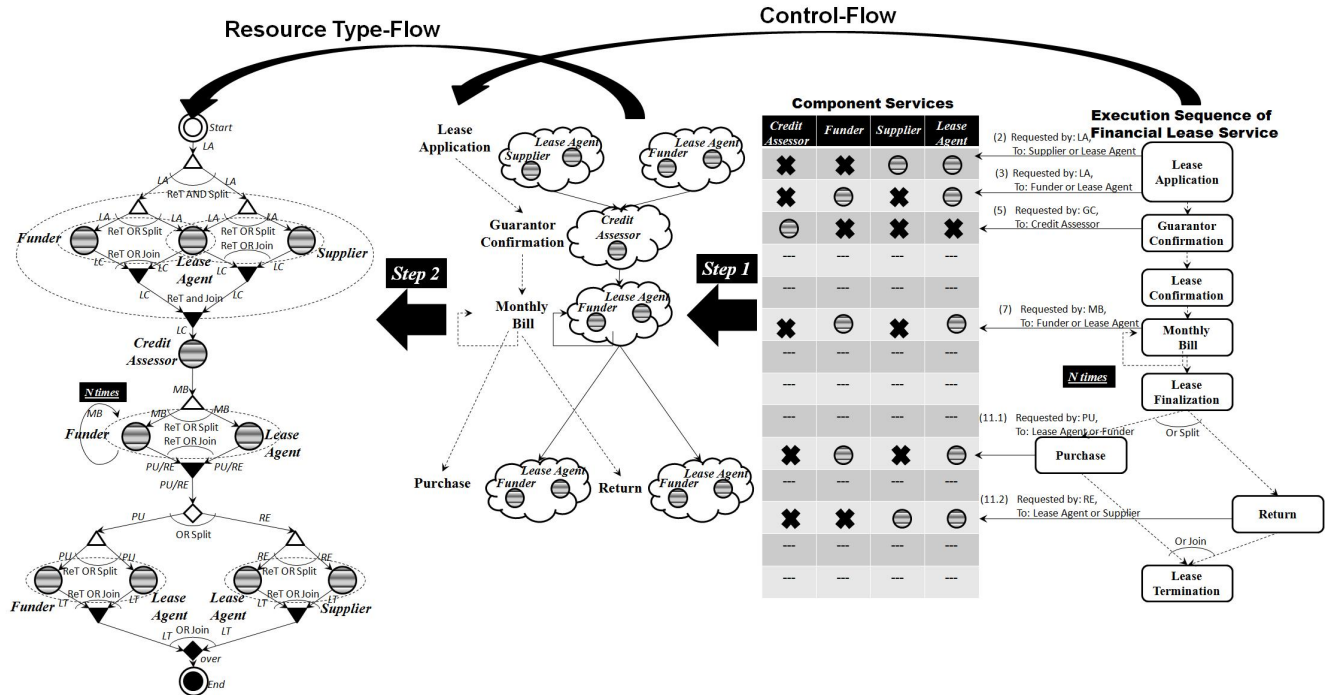 Resource Type-Flow
Control-Flow
Start
LA
LA
ReT AND Split
LA
LA
LA
LA
LA
ReT OR Split
ReT OR Split
Funder
Supplier
ReT OR Join
ReT OR Join
LC
LC
Lease
Agent
LC
LC
LC
ReT and Join
LC
LC
Credit
Assessor
MB
N times
MB
MB
MB
ReT OR Split
Funder
Lease
Agent
ReT OR Join
PU/RE
PU/RE
PU/RE
PU
RE
OR Split
PU
PU
ReT OR Split
RE
RE
ReT OR Split
ReT OR Join
ReT OR Join
Funder
LT
LT
Lease
Agent
Lease
Agent
LT
LT
Supplier
OR Join
LT
LT
over
End
Step 2
Lease
Application
Lease Agent
Supplier
Lease Agent
Funder
Guarantor
Confirmation
Credit
Assessor
Monthly
Bill
Lease Agent
Funder
Purchase
Lease Agent
Funder
Return
Lease Agent
Funder
Step 1
Component Services
Credit Assessor
Funder
Supplier
Lease Agent
--- --- --- ---
--- --- --- ---
--- --- --- ---
--- --- --- ---
--- --- --- ---
--- --- --- ---
--- --- --- ---
--- --- --- ---
Execution Sequence of
Financial Lease Service
(2) Requested by: LA,
To: Supplier or Lease Agent
(3) Requested by: LA,
To: Funder or Lease Agent
(5) Requested by: GC,
To: Credit Assessor
(7) Requested by: MB,
To: Funder or Lease Agent
(11.1) Requested by: PU,
To: Lease Agent or Funder
(11.2) Requested by: RE,
To: Lease Agent or Supplier
Lease
Application
Guarantor
Confirmation
Lease
Confirmation
Monthly
Bill
N times
Lease
Finalization
Or Split
Purchase
Return
Or Join
Lease
Termination